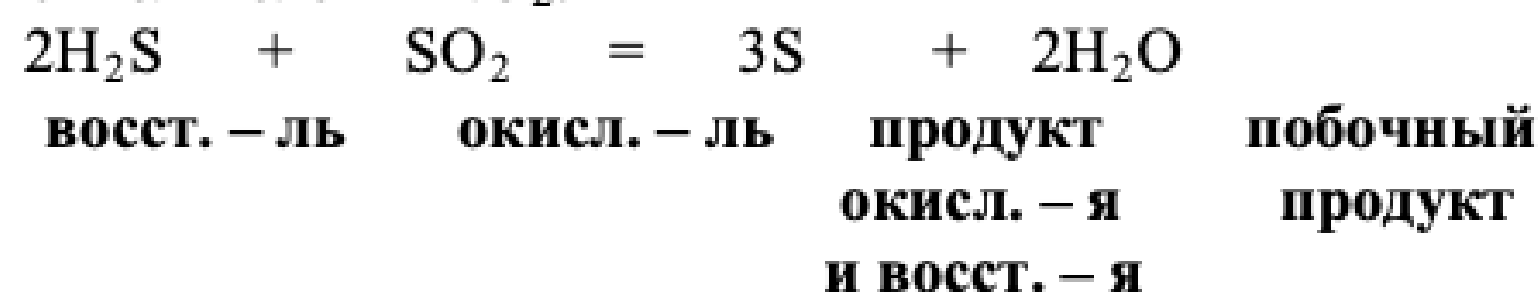 2H₂S + SO₂ = 3S + 2H₂O
восст. – ль окисл. – ль продукт побочный
окисл. – я продукт
и восст. – я